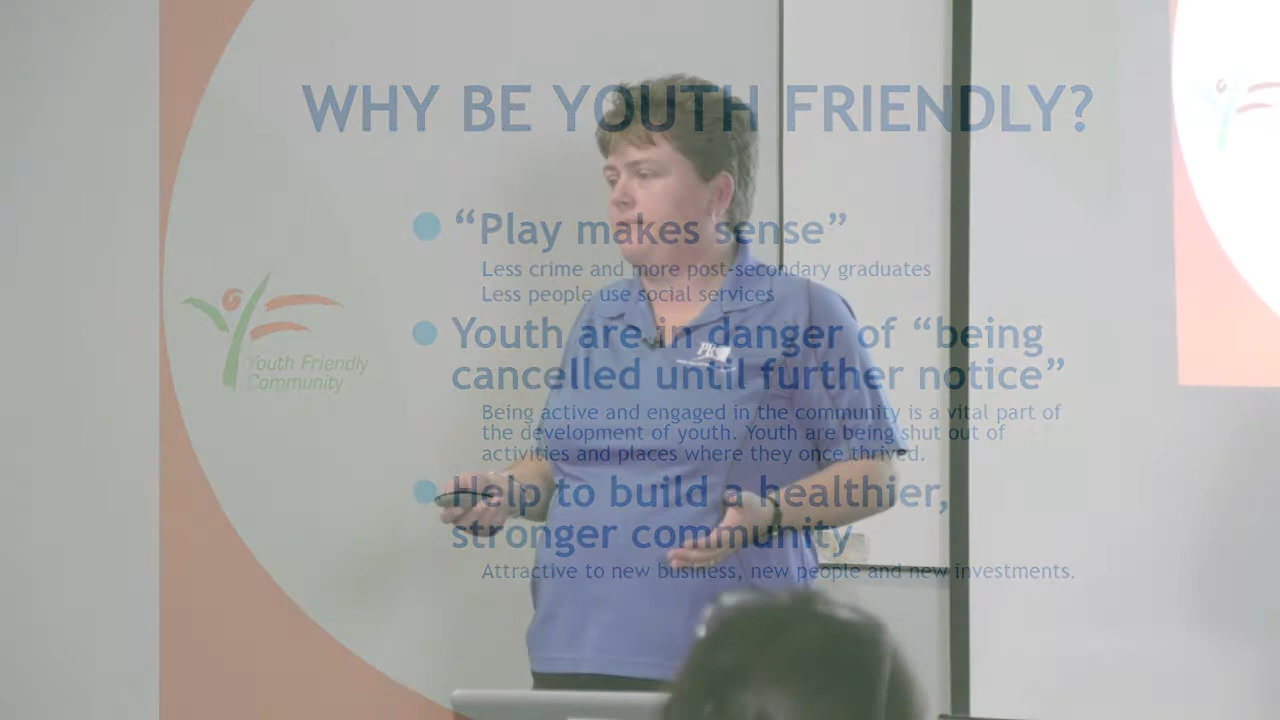 WHY BE YOUTH FRIENDLY?
“Play makes sense”
Less crime and more post-secondary graduates
Less people use social services
Youth are in danger of “being
cancelled until further notice”
Being active and engaged in the community is a vital part of
the development of youth. Youth are being shut out of
activities and places where they once thrived.
Help to build a healthier,
stronger community
Attractive to new business, new people and new investments.
Youth Friendly
Community